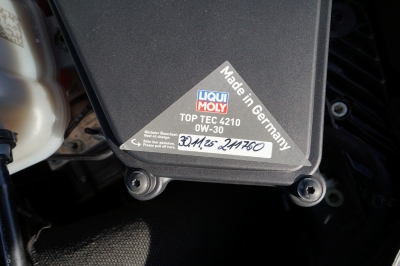 Made in Germany
LIQUI
MOLY
TOP TEC 4210
0W-30
30.11.25 211760